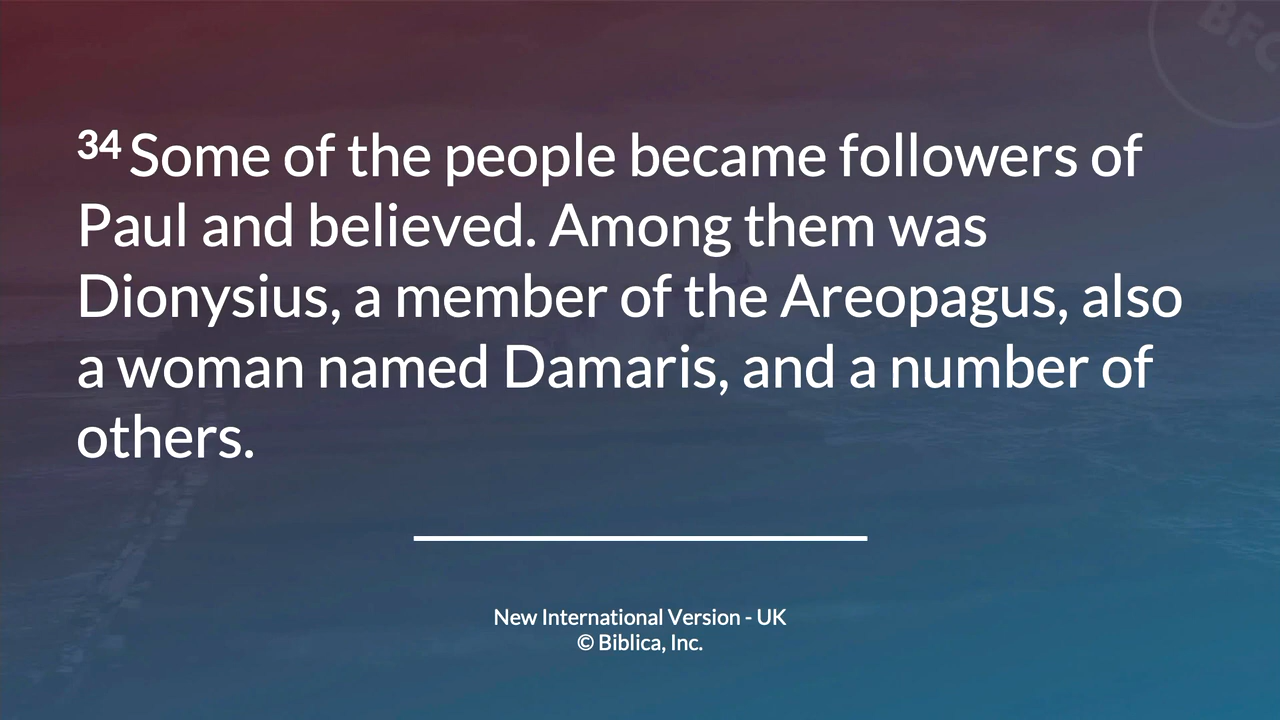 BFC
34 Some of the people became followers of
Paul and believed. Among them was
Dionysius, a member of the Areopagus, also
a woman named Damaris, and a number of
others.
New International Version - UK
© Biblica, Inc.